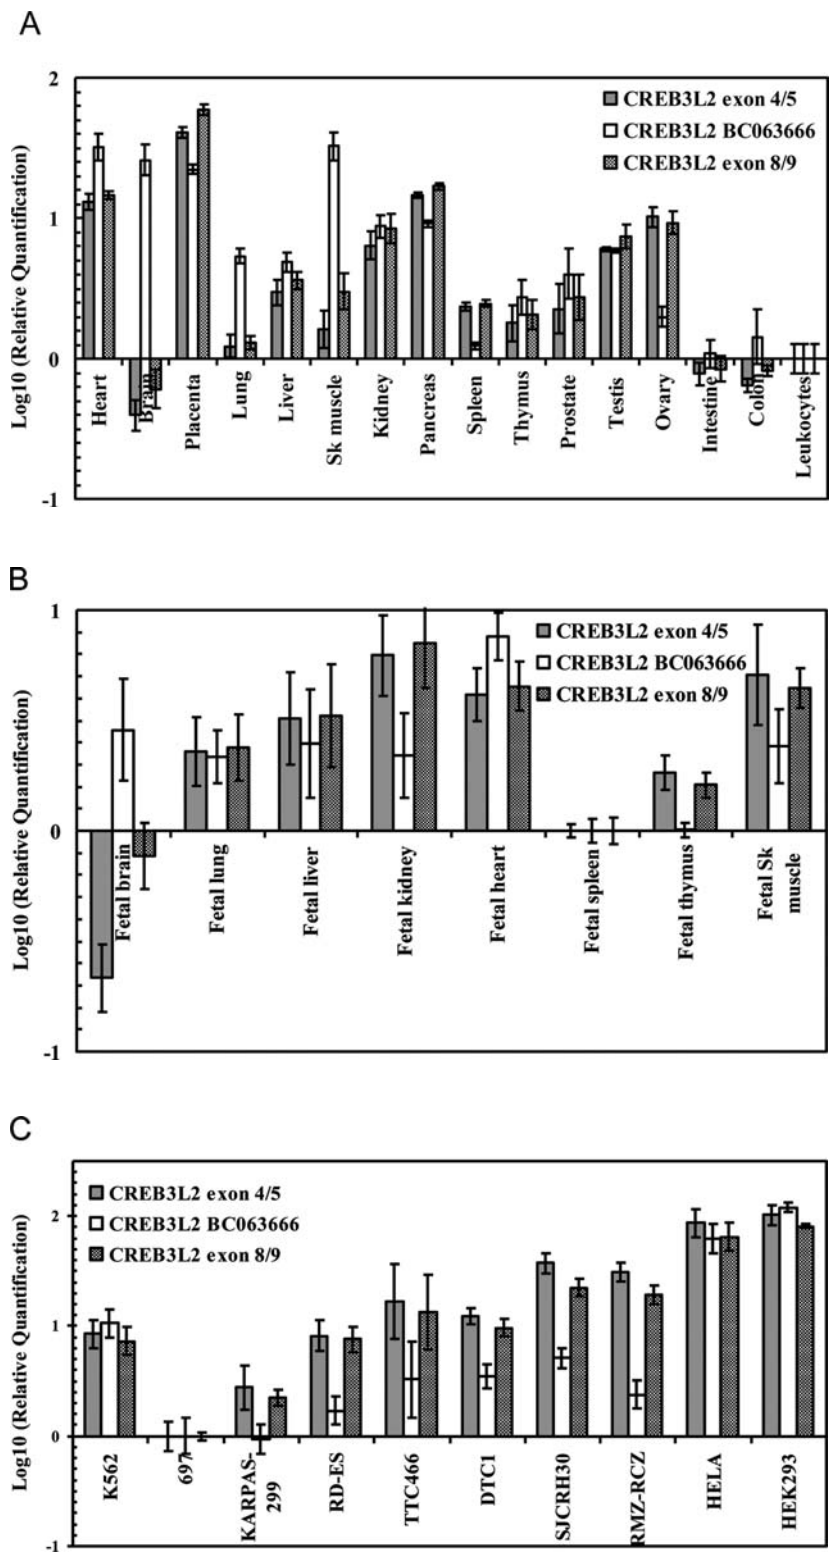 A
Log10 (Relative Quantification)
2
1
0
-1
CREB3L2 exon 4/5
CREB3L2 BC063666
CREB3L2 exon 8/9
Heart
Brain
Placenta
Lung
Liver
Sk muscle
Kidney
Pancreas
Spleen
Thymus
Prostate
Testis
Ovary
Intestine
Colon
Leukocytes
B
Log10 (Relative Quantification)
1
0
-1
CREB3L2 exon 4/5
CREB3L2 BC063666
CREB3L2 exon 8/9
Fetal brain
Fetal lung
Fetal liver
Fetal kidney
Fetal heart
Fetal spleen
Fetal thymus
Fetal Sk
muscle
C
Log10 (Relative Quantification)
2
1
0
-1
CREB3L2 exon 4/5
CREB3L2 BC063666
CREB3L2 exon 8/9
K562
697
KARPAS-
299
RD-ES
TTC466
DTC1
SJCRH30
RMZ-RCZ
HELA
HEK293